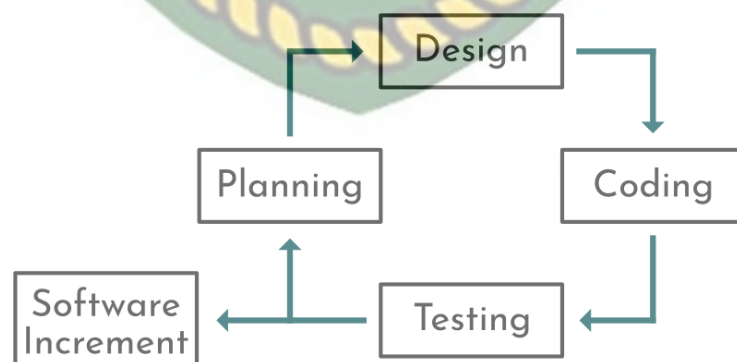 Design
Planning
Coding
Software
Increment
Testing